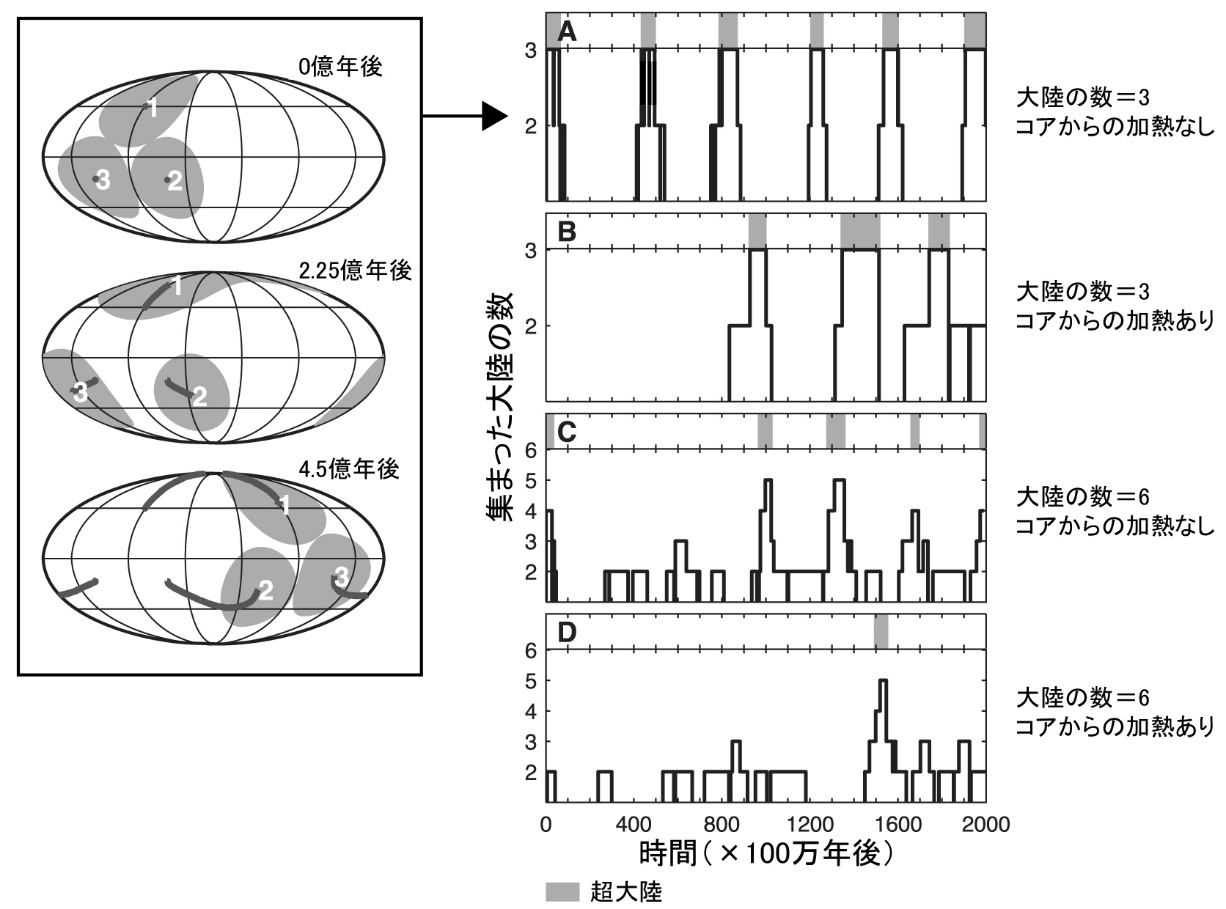 0億年後
1
3
2
2.25億年後
1
3
2
4.5億年後
1
2
3
集まった大陸の数
A
3
2
大陸の数=3
コアからの加熱なし
B
3
2
大陸の数=3
コアからの加熱あり
C
6
5
4
3
2
大陸の数=6
コアからの加熱なし
D
6
5
4
3
2
大陸の数=6
コアからの加熱あり
0 400 800 1200 1600 2000
時間(×100万年後)
超大陸